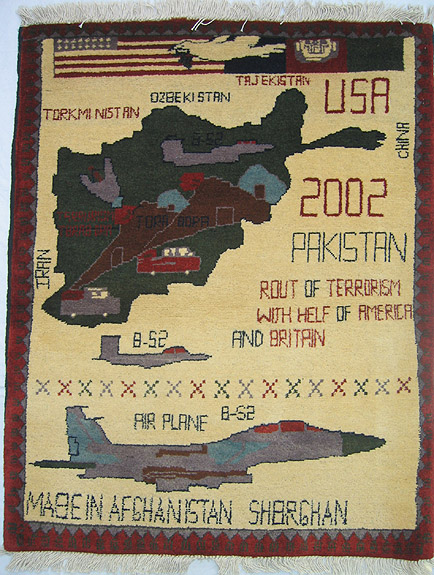 TAJEKISTAN
OZBEKISTAN
USA
TORKMINISTAN
B-52
CHINA
2002
TORA BORA
PAKISTAN
IRAN
ROUT OF TERRORISM
WITH HELF OF AMERICA
AND BRITAIN
B-52
AIR PLANE B-52
MADE IN AFGHANISTAN SHBRGHAN